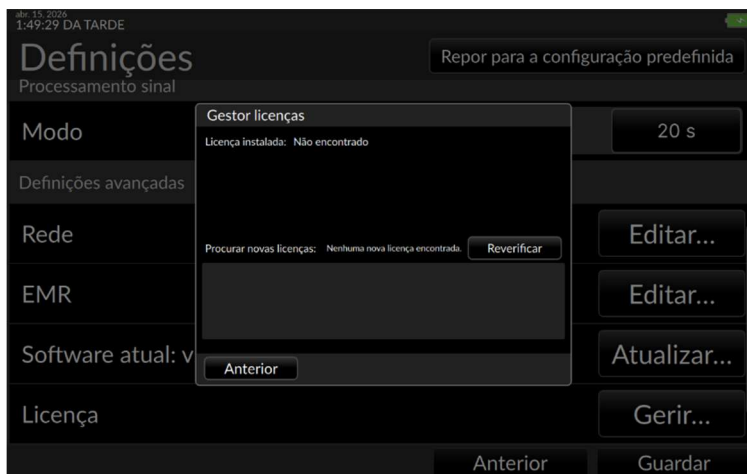 abr. 15, 2026
1:49:29 DA TARDE
Definições
Repor para a configuração predefinida
Processamento sinal
Modo
20 s
Definições avançadas
Rede
Editar...
EMR
Editar...
Software atual: v
Atualizar...
Licença
Gerir...
Anterior
Guardar
Gestor licenças
Licença instalada: Não encontrado
Procurar novas licenças: Nenhuma nova licença encontrada.
Reverificar
Anterior